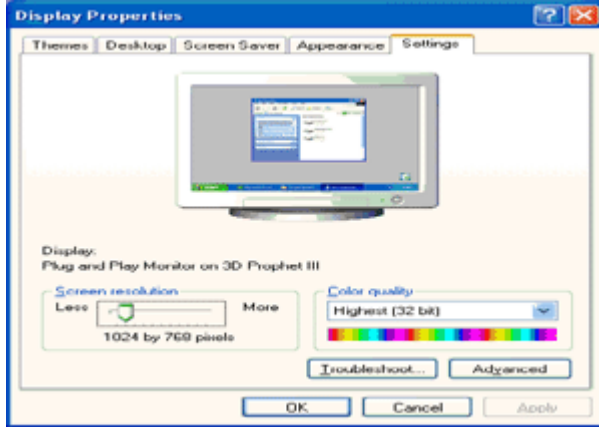 Display Properties
Themes Desktop Screen Saver Appearance Settings
Display:
Plug and Play Monitor on 3D Prophet III
Screen resolution
Less More
1024 by 768 pixels
Color quality
Highest (32 bit)
Troubleshoot... Advanced
OK Cancel Apply